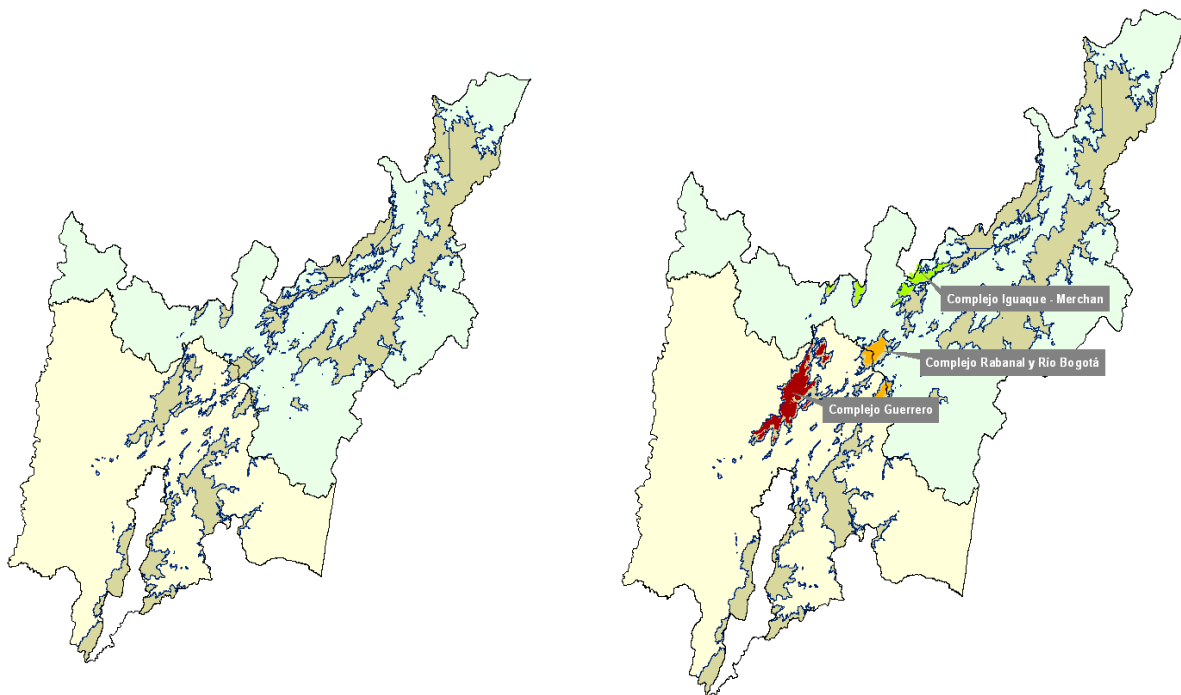 Complejo Iguaque - Merchan
Complejo Rabanal y Río Bogotá
Complejo Guerrero